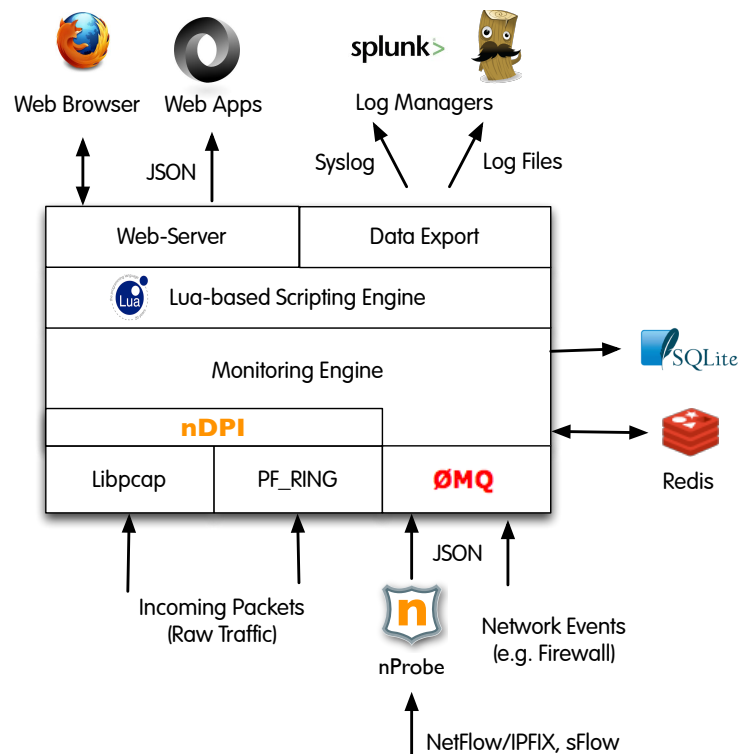 splunk>
Web Browser
Web Apps
Log Managers
JSON
Syslog
Log Files
Web-Server
Data Export
Lua
Lua-based Scripting Engine
Monitoring Engine
SQLite
nDPI
Libpcap
PF_RING
ØMQ
Redis
JSON
Incoming Packets
(Raw Traffic)
n
Network Events
(e.g. Firewall)
nProbe
NetFlow/IPFIX, sFlow